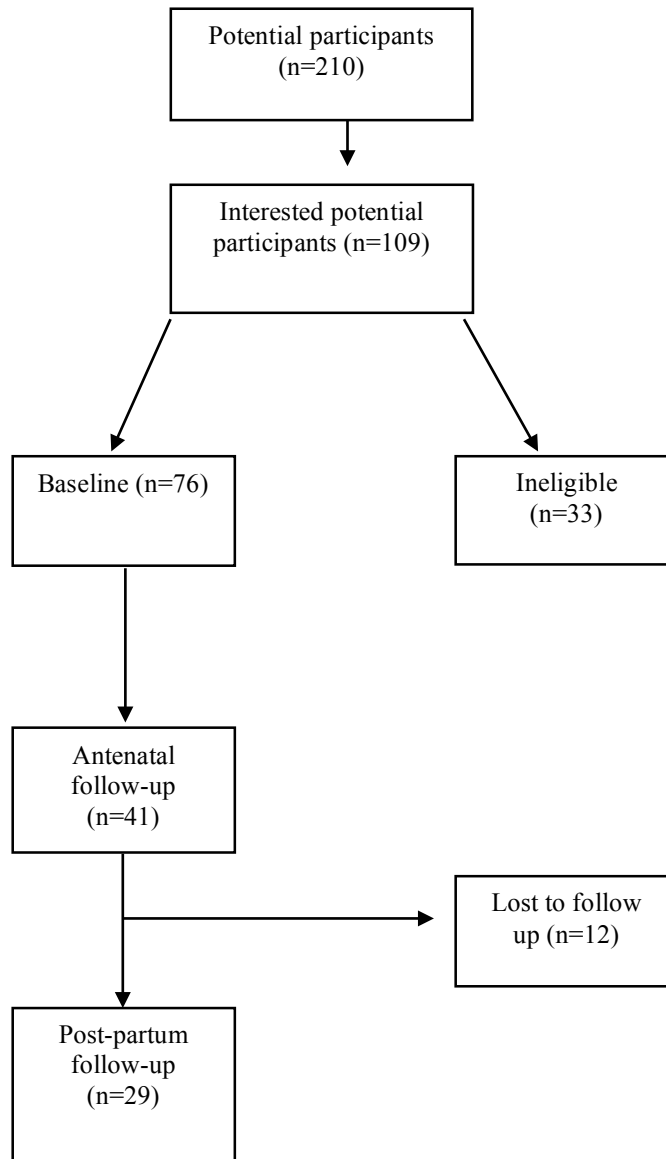 Potential participants
(n=210)
Interested potential
participants (n=109)
Baseline (n=76)
Ineligible
(n=33)
Antenatal
follow-up
(n=41)
Lost to follow
up (n=12)
Post-partum
follow-up
(n=29)